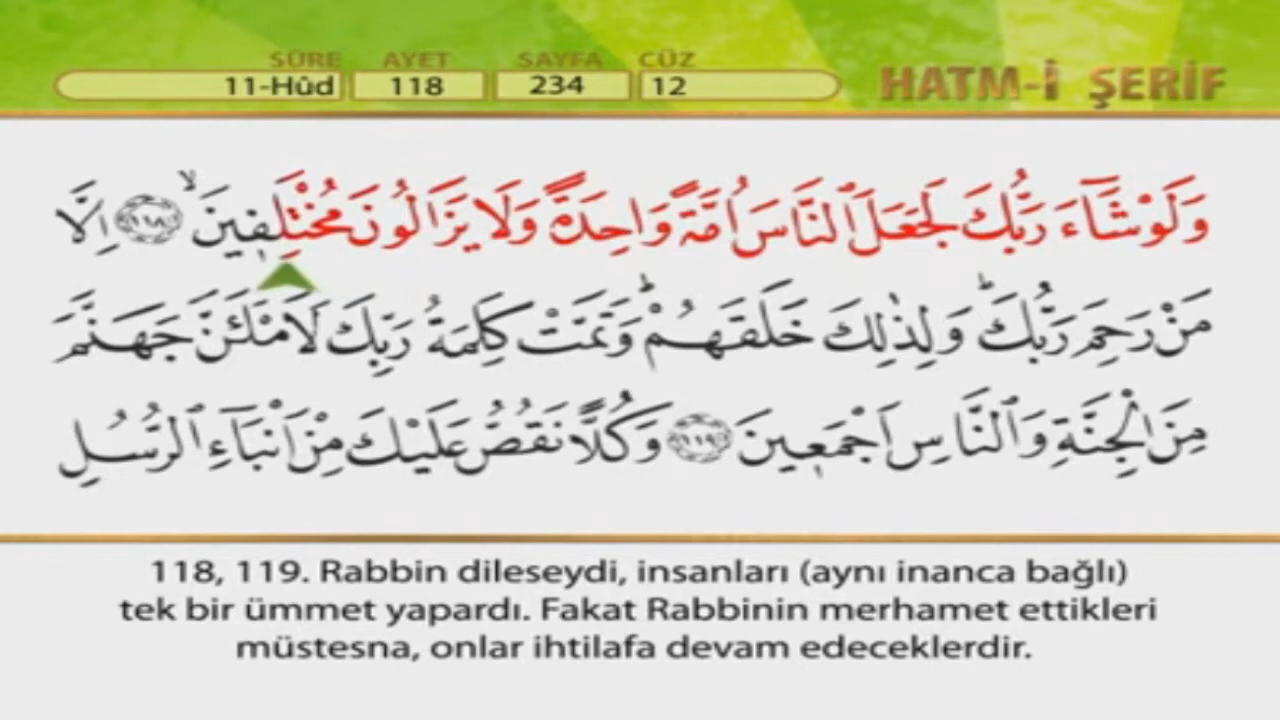 SÛRE AYET SAYFA CÜZ
11-Hûd 118 234 12 HATM-İ ŞERİF
وَلَوْ شَٓاءَ رَبُّكَ لَجَعَلَ النَّاسَ اُمَّةً وَاحِدَةً وَلَا يَزَالُونَ مُخْتَلِف۪ينَۙ ﴿١١٨﴾ اِلَّا
مَنْ رَحِمَ رَبُّكَۜ وَلِذٰلِكَ خَلَقَهُمْۜ وَتَمَّتْ كَلِمَةُ رَبِّكَ لَاَمْلَـَٔنَّ جَهَنَّمَ
مِنَ الْجِنَّةِ وَالنَّاسِ اَجْمَع۪ينَ ﴿١١٩﴾ وَكُلًّا نَقُصُّ عَلَيْكَ مِنْ اَنْبَٓاءِ الرُّسُلِ
118, 119. Rabbin dileseydi, insanları (aynı inanca bağlı)
tek bir ümmet yapardı. Fakat Rabbinin merhamet ettikleri
müstesna, onlar ihtilafa devam edeceklerdir.